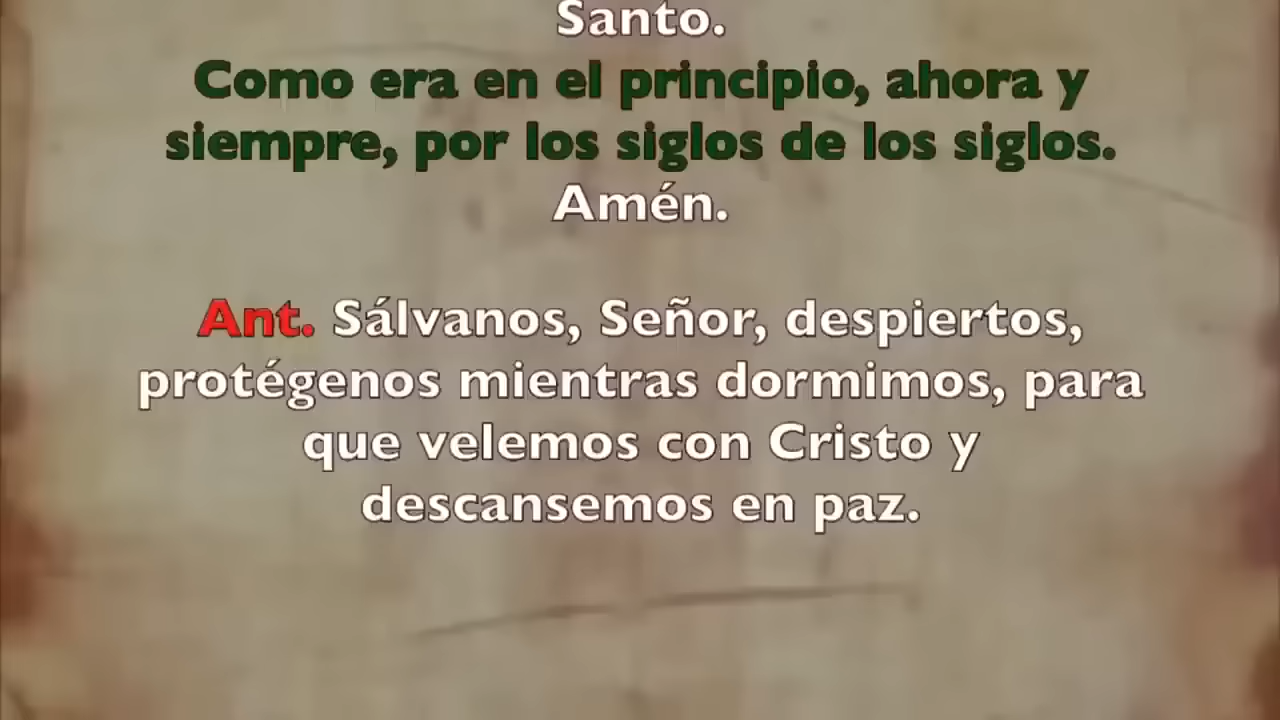 Santo.
Como era en el principio, ahora y
siempre, por los siglos de los siglos.
Amén.
Ant. Sálvanos, Señor, despiertos,
protégenos mientras dormimos, para
que velemos con Cristo y
descansemos en paz.